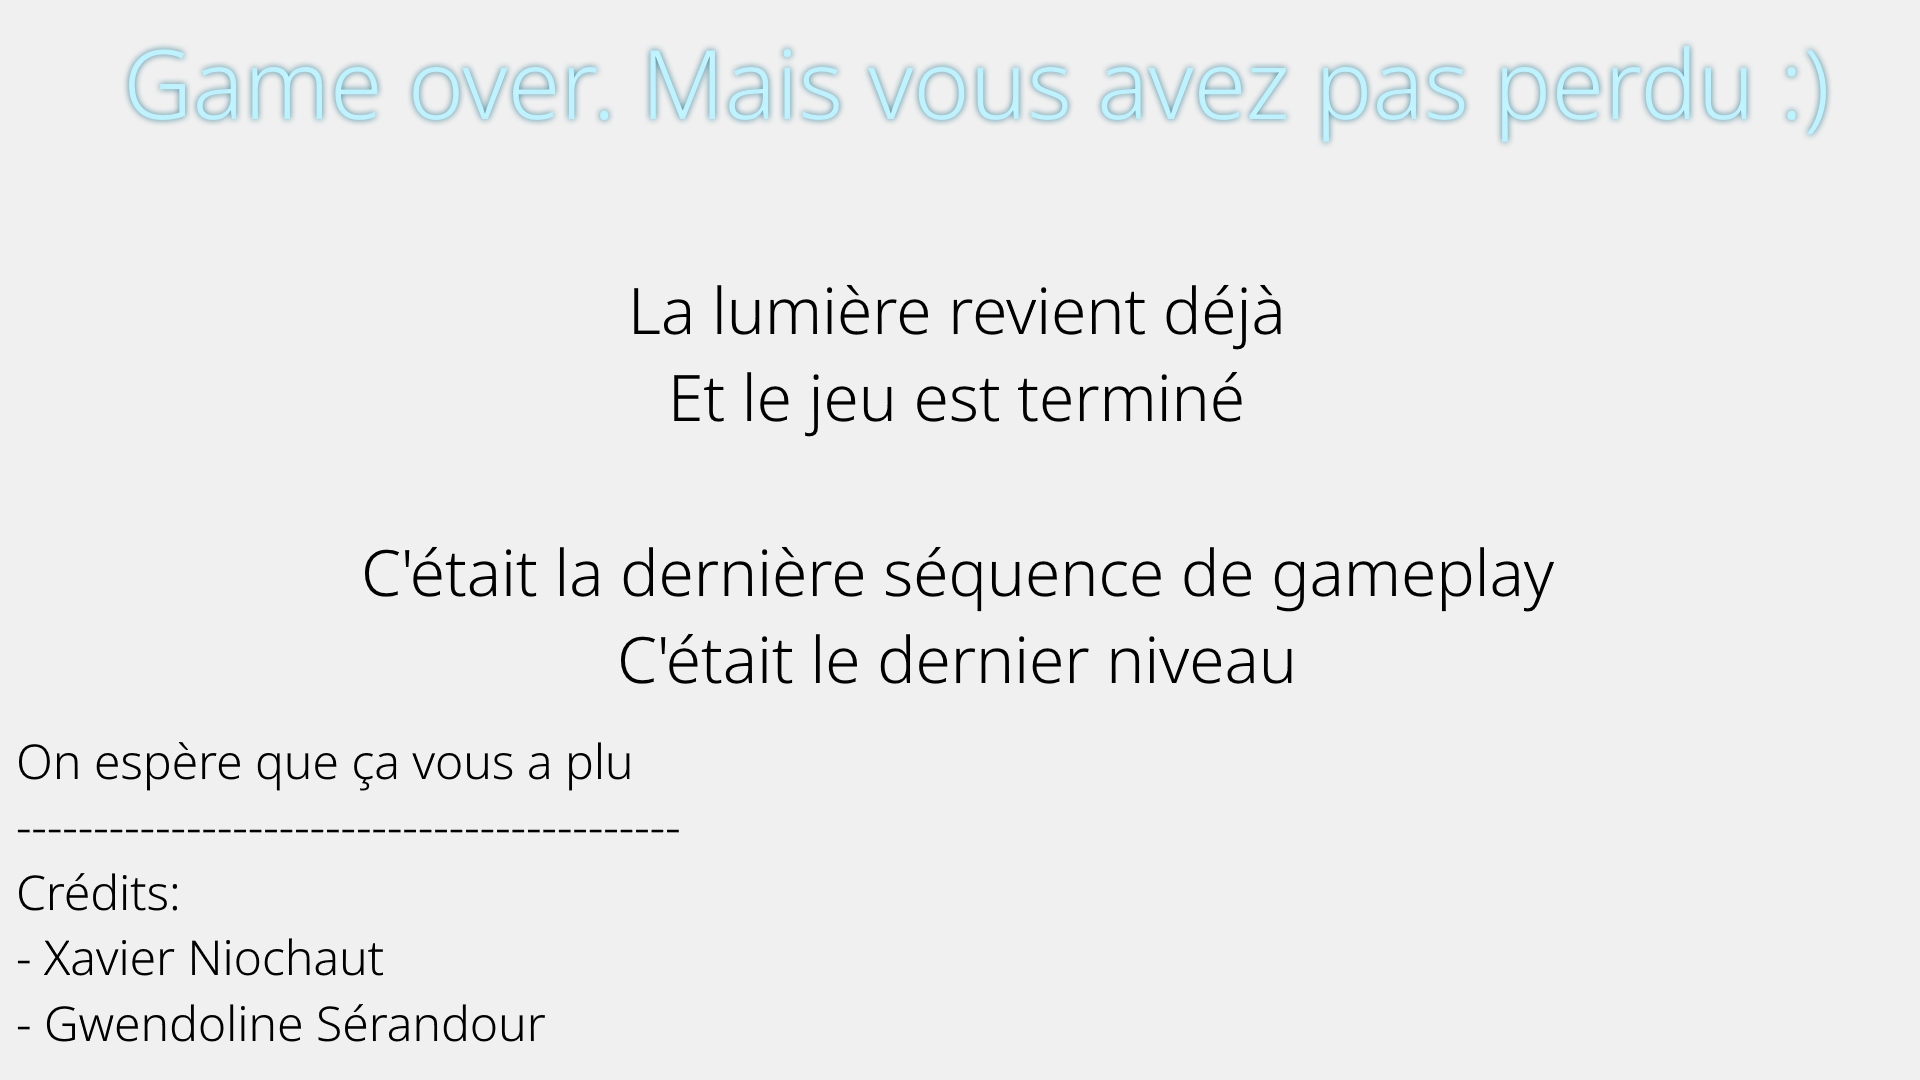 Game over. Mais vous avez pas perdu :)
La lumière revient déjà
Et le jeu est terminé
C'était la dernière séquence de gameplay
C'était le dernier niveau
On espère que ça vous a plu
-------------------------------------------
Crédits:
- Xavier Niochaut
- Gwendoline Sérandour